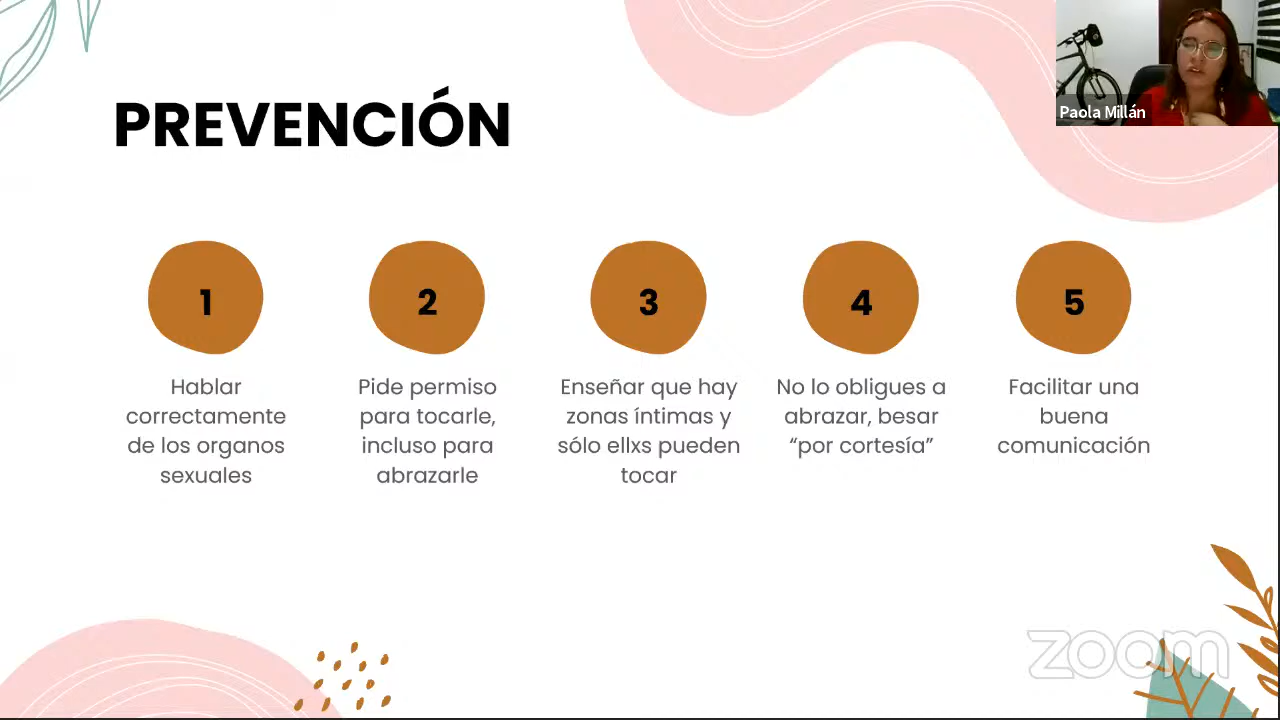 PREVENCIÓN
Paola Millán
1
Hablar
correctamente
de los organos
sexuales
2
Pide permiso
para tocarle,
incluso para
abrazarle
3
Enseñar que hay
zonas íntimas y
sólo ellxs pueden
tocar
4
No lo obligues a
abrazar, besar
“por cortesía”
5
Facilitar una
buena
comunicación
zoom